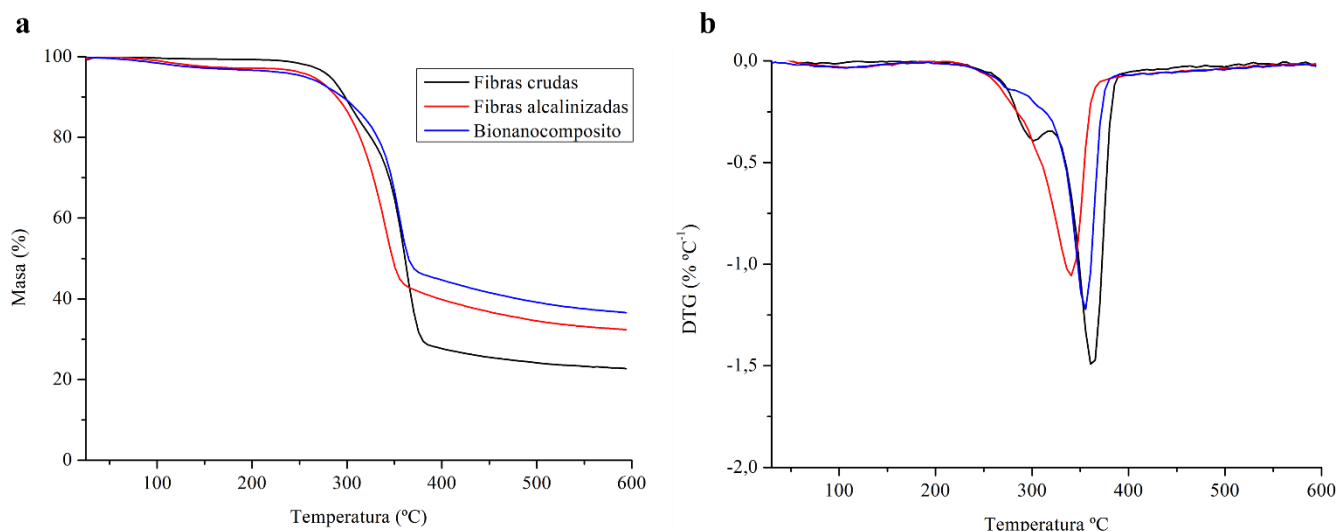 a
100
80
60
40
20
0
Masa (%)
100
200
300
400
500
600
Temperatura (ºC)
Fibras crudas
Fibras alcalinizadas
Bionanocomposito
b
0,0
-0,5
-1,0
-1,5
-2,0
DTG (% ºC-1)
100
200
300
400
500
600
Temperatura ºC